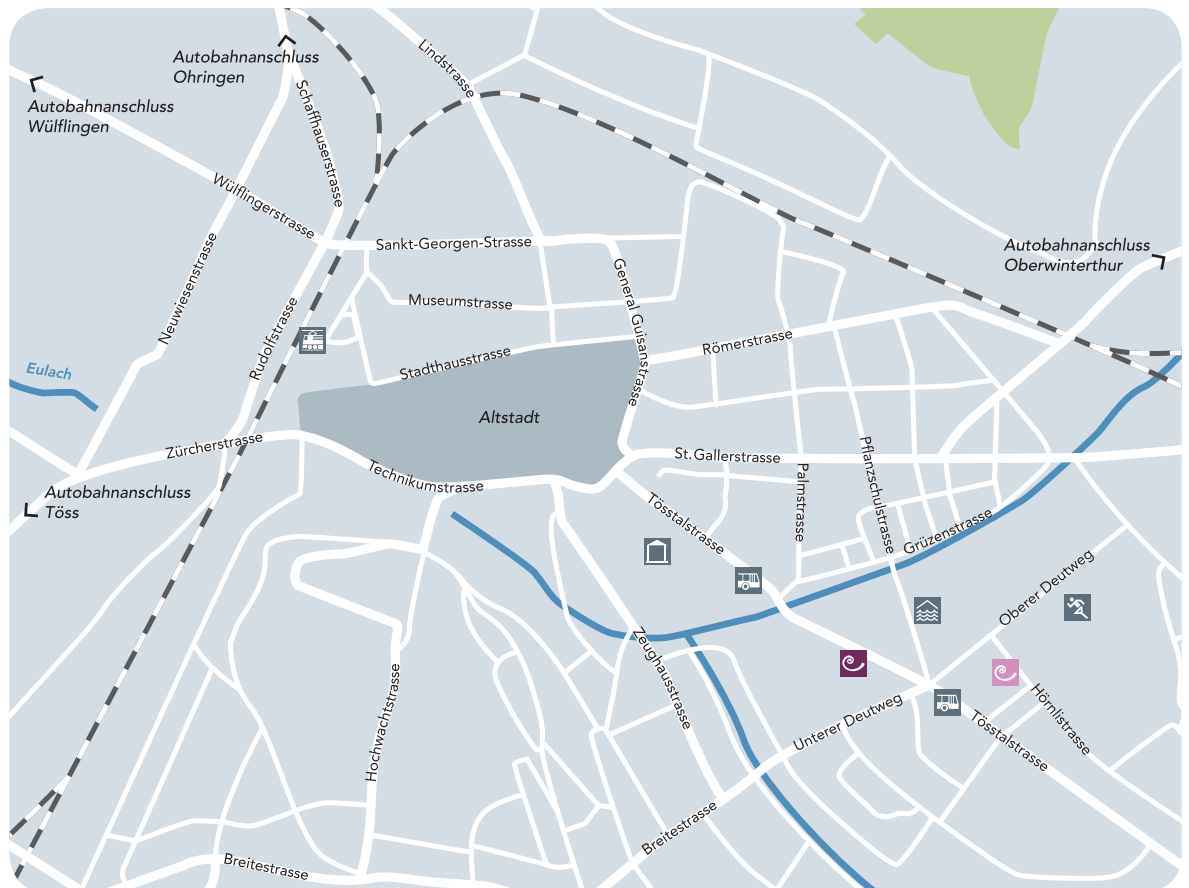 Autobahnanschluss
Ohringen
Lindstrasse
Autobahnanschluss
Wülflingen
Schaffhauserstrasse
Wülflingerstrasse
Sankt-Georgen-Strasse
Autobahnanschluss
Oberwinterthur
Neuwiesenstrasse
General Guisanstrasse
Museumstrasse
Rudolfstrasse
Römerstrasse
Stadthausstrasse
Eulach
Altstadt
Zürcherstrasse
St.Gallerstrasse
Technikumstrasse
Palmstrasse
Pflanzschulstrasse
Autobahnanschluss
Töss
Tösstalstrasse
Grüzenstrasse
Oberer Deutweg
Zeughausstrasse
Hochwachtstrasse
Unterer Deutweg
Hörnlistrasse
Tösstalstrasse
Breitestrasse
Breitestrasse